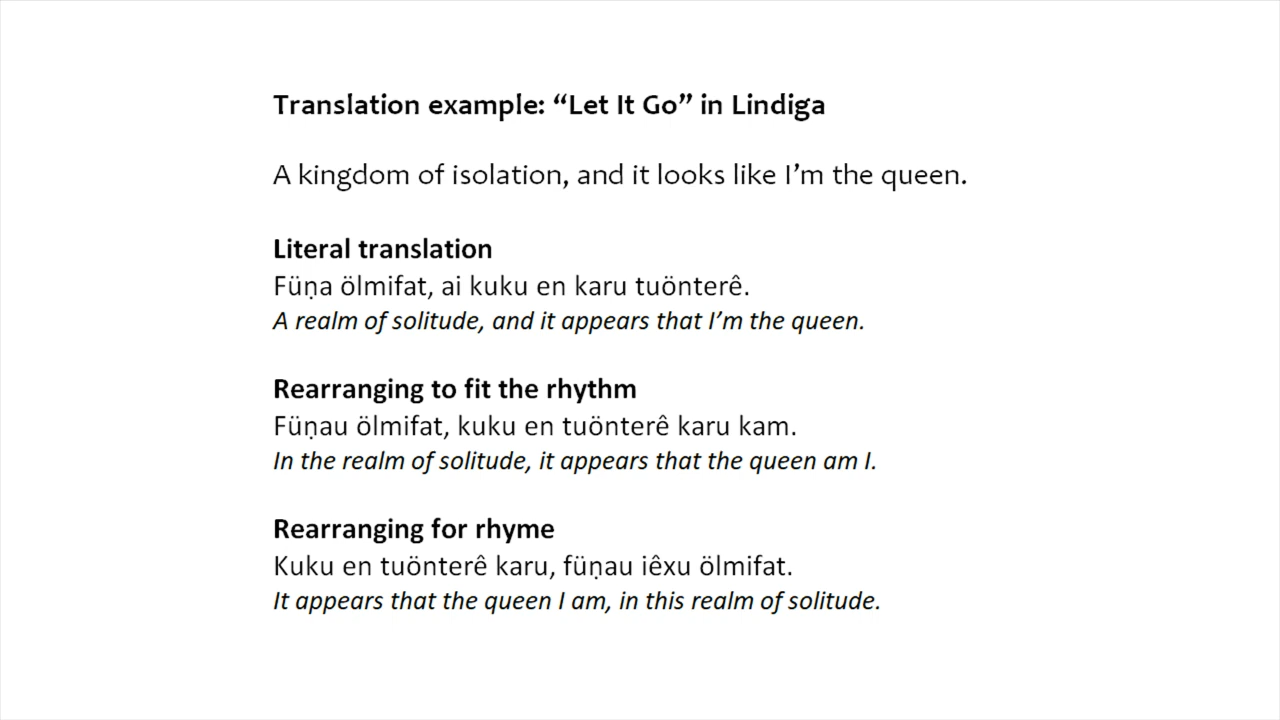 Translation example: “Let It Go” in Lindiga
A kingdom of isolation, and it looks like I’m the queen.
Literal translation
Füṇa ölmifat, ai kuku en karu tuönterê.
A realm of solitude, and it appears that I’m the queen.
Rearranging to fit the rhythm
Füṇau ölmifat, kuku en tuönterê karu kam.
In the realm of solitude, it appears that the queen am I.
Rearranging for rhyme
Kuku en tuönterê karu, füṇau iêxu ölmifat.
It appears that the queen I am, in this realm of solitude.